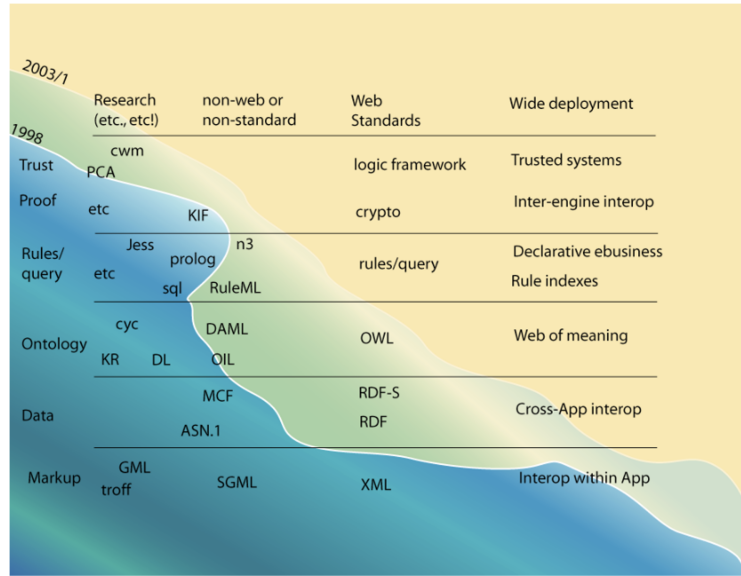 2003/1
Research (etc., etc!)
non-web or non-standard
Web Standards
Wide deployment
1998
cwm
Trust
PCA
logic framework
Trusted systems
Proof
etc
KIF
crypto
Inter-engine interop
Rules/
query
Jess
n3
prolog
etc
sql
RuleML
rules/query
Declarative ebusiness
Rule indexes
Ontology
cyc
DAML
KR
DL
OIL
OWL
Web of meaning
Data
MCF
ASN.1
RDF-S
RDF
Cross-App interop
Markup
GML
troff
SGML
XML
Interop within App